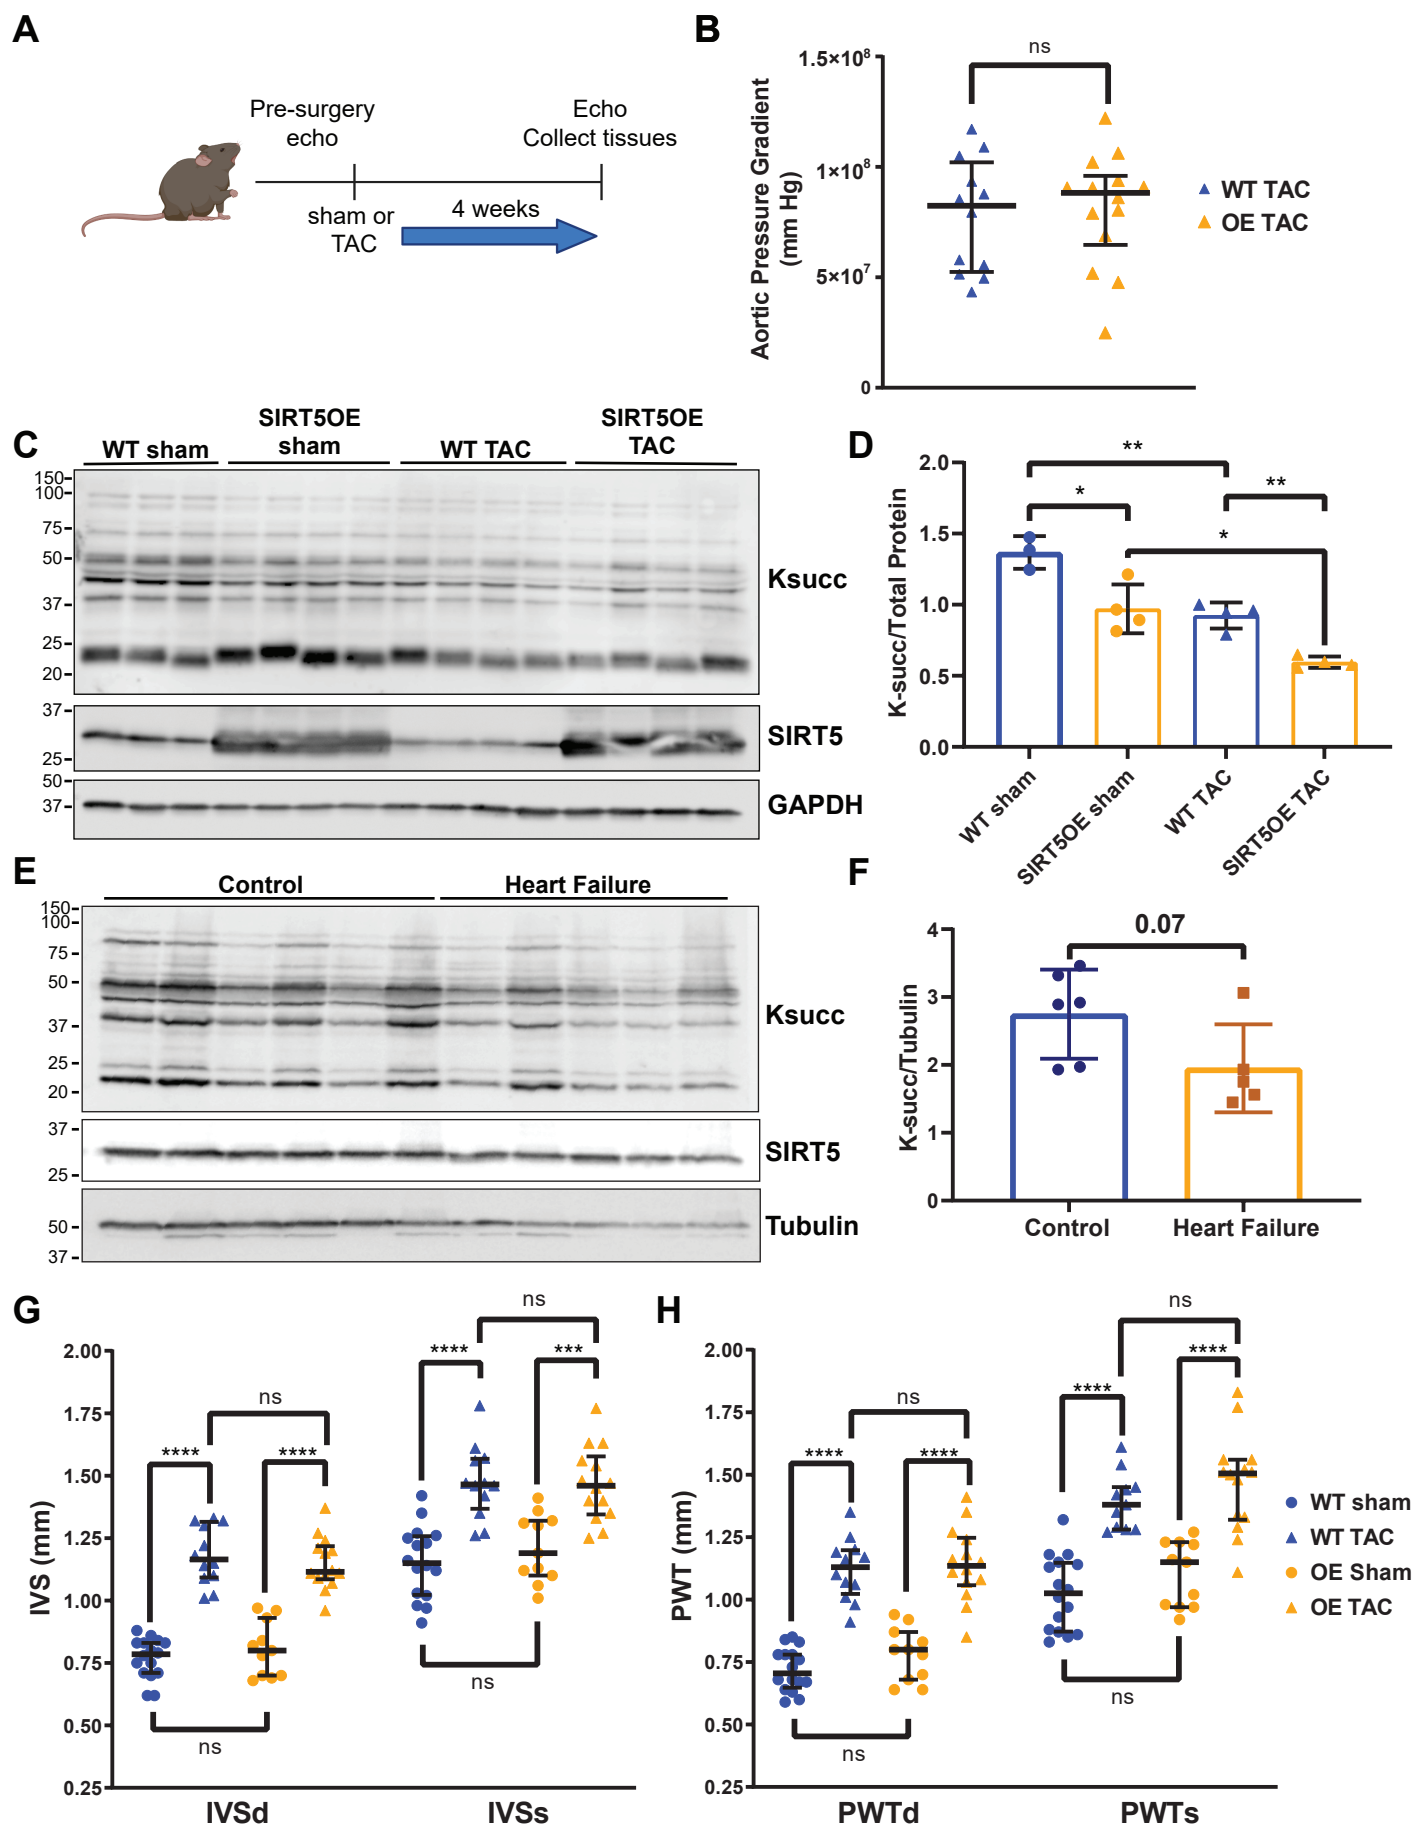 A
Pre-surgery
echo
Echo
Collect tissues
sham or
TAC
4 weeks
B
ns
Aortic Pressure Gradient
(mm Hg)
1.5×10⁸
1×10⁸
5×10⁷
0
WT TAC
OE TAC
C
WT sham
SIRT5OE
sham
WT TAC
SIRT5OE
TAC
150
100
75
50
37
25
20
Ksucc
37
25
SIRT5
50
37
GAPDH
D
K-succ/Total Protein
2.0
1.5
1.0
0.5
0.0
**
*
**
*
WT sham
SIRT5OE sham
WT TAC
SIRT5OE TAC
E
Control
Heart Failure
150
100
75
50
37
25
20
Ksucc
37
25
SIRT5
50
37
Tubulin
F
K-succ/Tubulin
4
3
2
1
0
0.07
Control
Heart Failure
G
IVS (mm)
2.00
1.75
1.50
1.25
1.00
0.75
0.50
0.25
ns
****
***
ns
****
****
ns
ns
IVSd
IVSs
H
PWT (mm)
2.00
1.75
1.50
1.25
1.00
0.75
0.50
0.25
ns
****
****
ns
****
****
ns
ns
PWTd
PWTs
WT sham
WT TAC
OE Sham
OE TAC